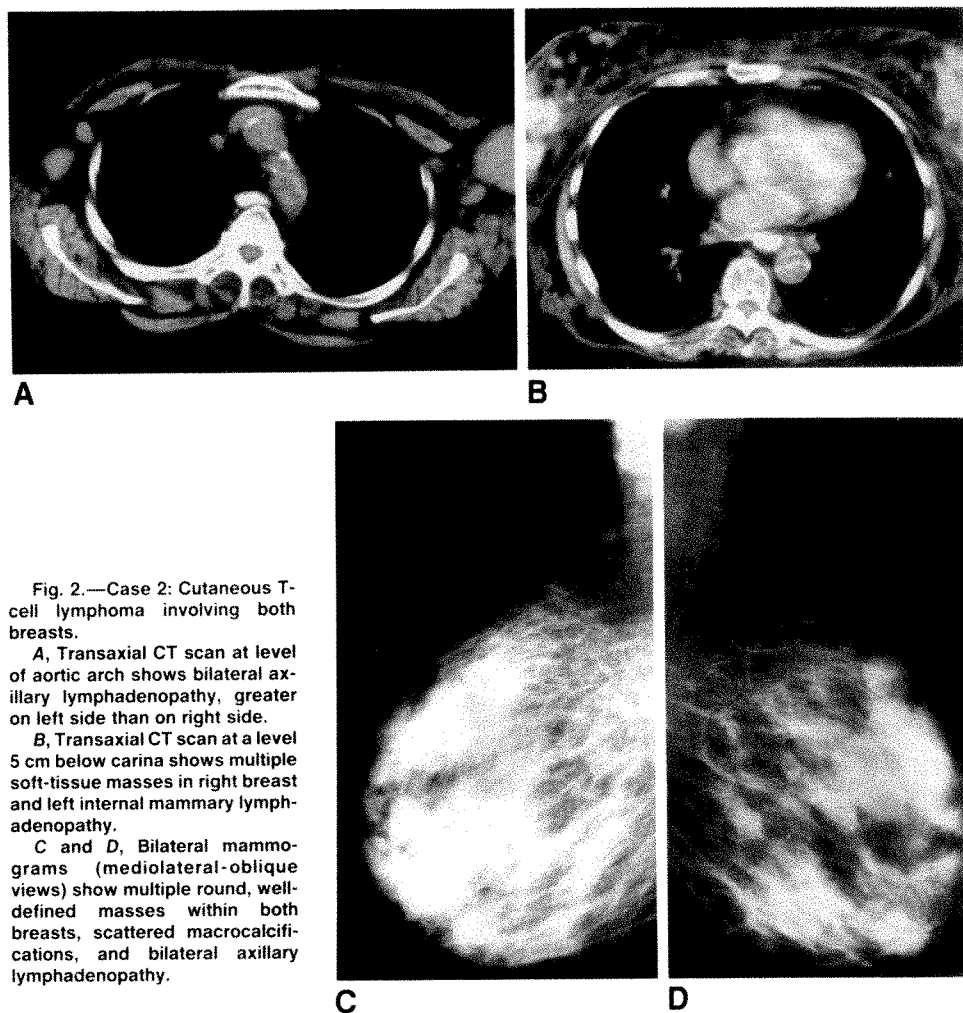 A
B
Fig. 2.—Case 2: Cutaneous T-
cell lymphoma involving both
breasts.
A, Transaxial CT scan at level
of aortic arch shows bilateral ax-
illary lymphadenopathy, greater
on left side than on right side.
B, Transaxial CT scan at a level
5 cm below carina shows multiple
soft-tissue masses in right breast
and left internal mammary lymph-
adenopathy.
C and D, Bilateral mammo-
grams (mediolateral-oblique
views) show multiple round, well-
defined masses within both
breasts, scattered macrocalcifi-
cations, and bilateral axillary
lymphadenopathy.
C
D